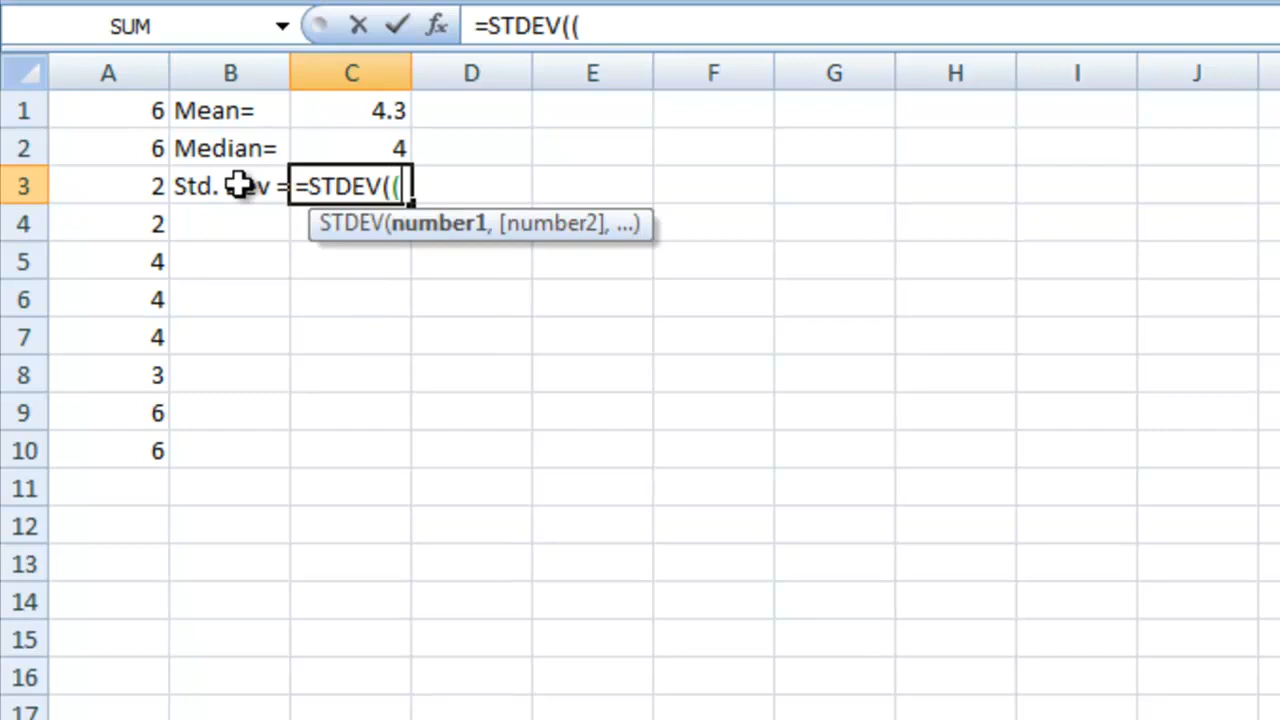 SUM =STDEV((
A B C D E F G H I J
1 6 Mean= 4.3
2 6 Median= 4
3 2 Std. =STDEV((
STDEV(number1, [number2], ...)
4 2
5 4
6 4
7 4
8 3
9 6
10 6
11
12
13
14
15
16
17